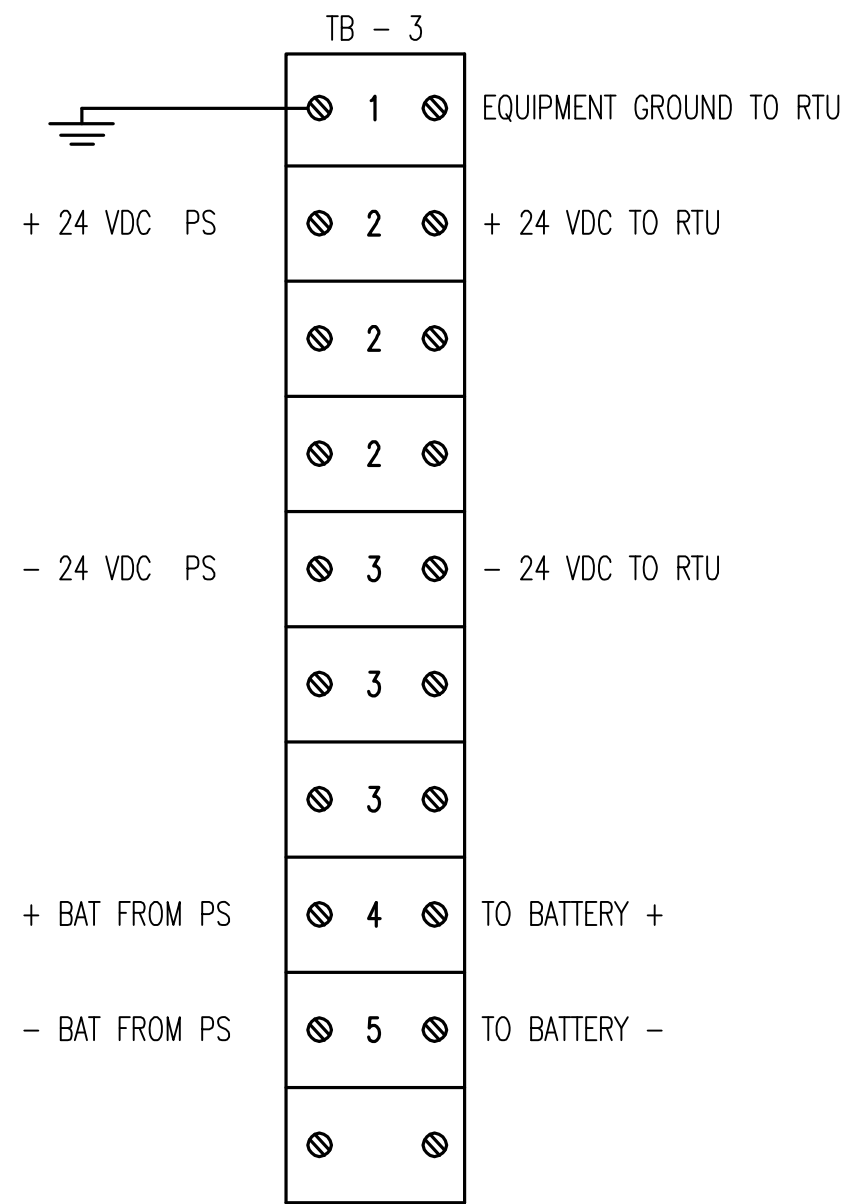 TB - 3
1 EQUIPMENT GROUND TO RTU
+ 24 VDC PS 2 + 24 VDC TO RTU
2
2
- 24 VDC PS 3 - 24 VDC TO RTU
3
3
+ BAT FROM PS 4 TO BATTERY +
- BAT FROM PS 5 TO BATTERY -